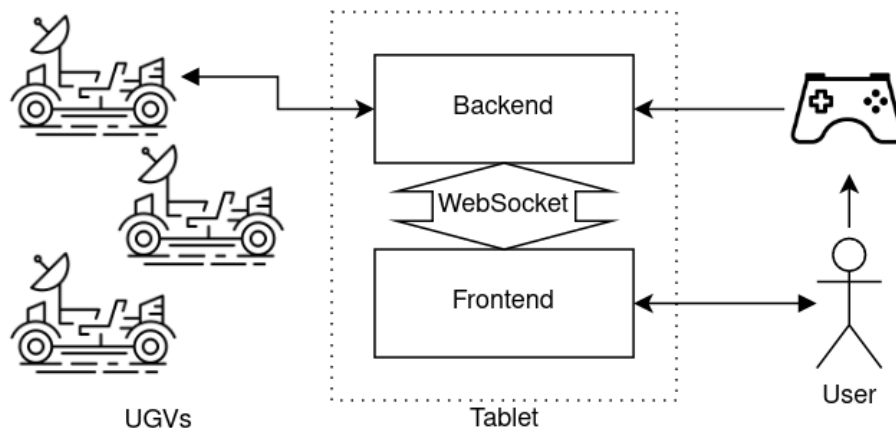 Backend
WebSocket
Frontend
User
UGVs
Tablet